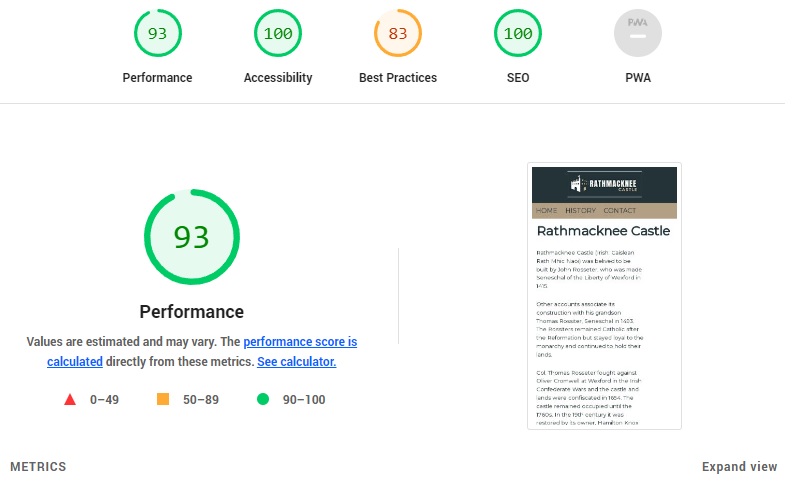 93
100
83
100
PWA
Performance
Accessibility
Best Practices
SEO
PWA
93
Performance
Values are estimated and may vary. The performance score is
calculated directly from these metrics. See calculator.
0–49
50–89
90–100
RATHMACKNEE
CASTLE
HOME HISTORY CONTACT
Rathmacknee Castle
Rathmacknee Castle (Irish: Caislean
Rath Mhic Naoi) was belived to be
built by John Rosseter, who was made
Seneschal of the Liberty of Wexford in
1415.
Other accounts associate its
construction with his grandson
Thomas Rossiter, Seneschal in 1453.
The Rossiters remained Catholic after
the Reformation but stayed loyal to the
monarchy and continued to hold their
lands.
Col. Thomas Rosseter fought against
Oliver Cromwell at Wexford in the Irish
Confederate Wars and the castle and
lands were confiscated in 1654. The
castle remained occupied until the
1760s. In the 19th century it was
restored by its owner, Hamilton Knox
METRICS
Expand view